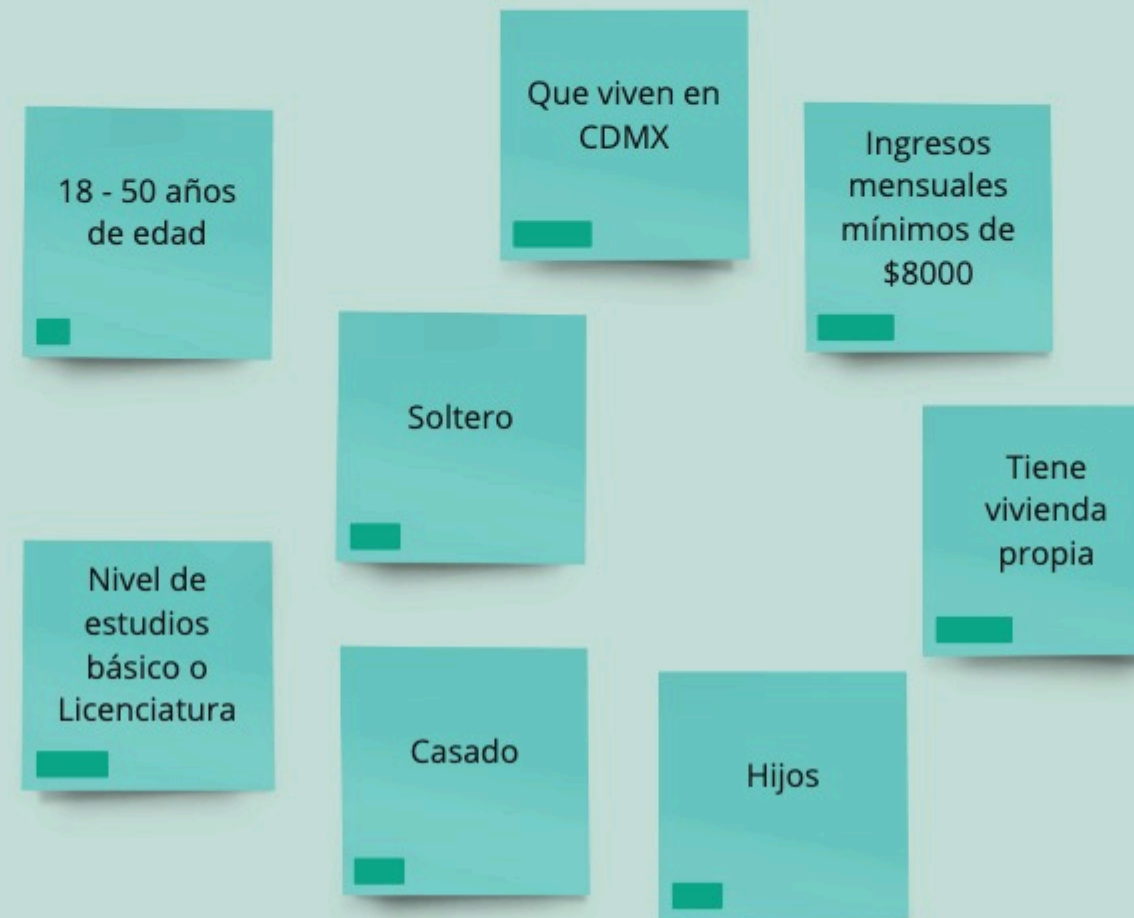 18 - 50 años
de edad
Que viven en
CDMX
Ingresos
mensuales
mínimos de
$8000
Soltero
Tiene
vivienda
propia
Nivel de
estudios
básico o
Licenciatura
Casado
Hijos